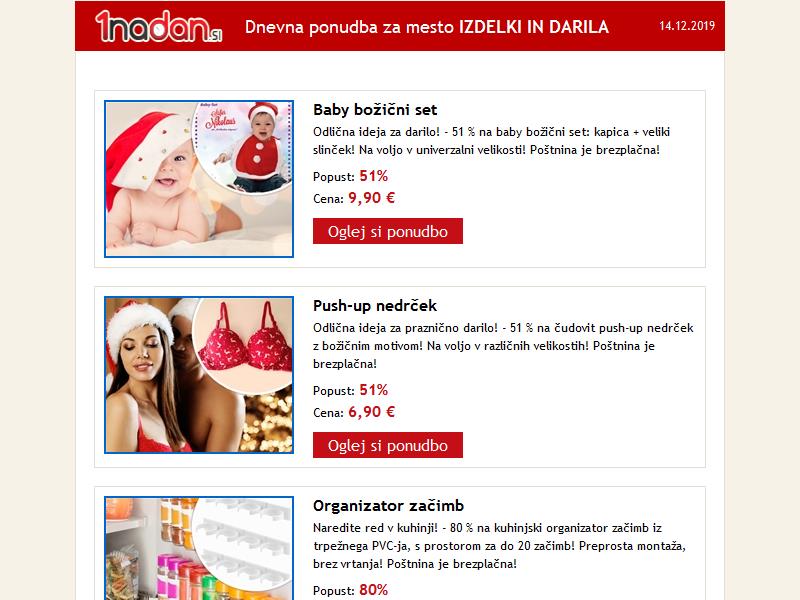 1nadan.SI
Dnevna ponudba za mesto IZDELKI IN DARILA
14.12.2019
Baby božični set
Odlična ideja za darilo! - 51 % na baby božični set: kapica + veliki
slinček! Na voljo v univerzalni velikosti! Poštnina je brezplačna!
Popust: 51%
Cena: 9,90 €
Oglej si ponudbo
Push-up nedrček
Odlična ideja za praznično darilo! - 51 % na čudovit push-up nedrček
z božičnim motivom! Na voljo v različnih velikostih! Poštnina je
brezplačna!
Popust: 51%
Cena: 6,90 €
Oglej si ponudbo
Organizator začimb
Naredite red v kuhinji! - 80 % na kuhinjski organizator začimb iz
trpežnega PVC-ja, s prostorom za do 20 začimb! Preprosta montaža,
brez vrtanja! Poštnina je brezplačna!
Popust: 80%